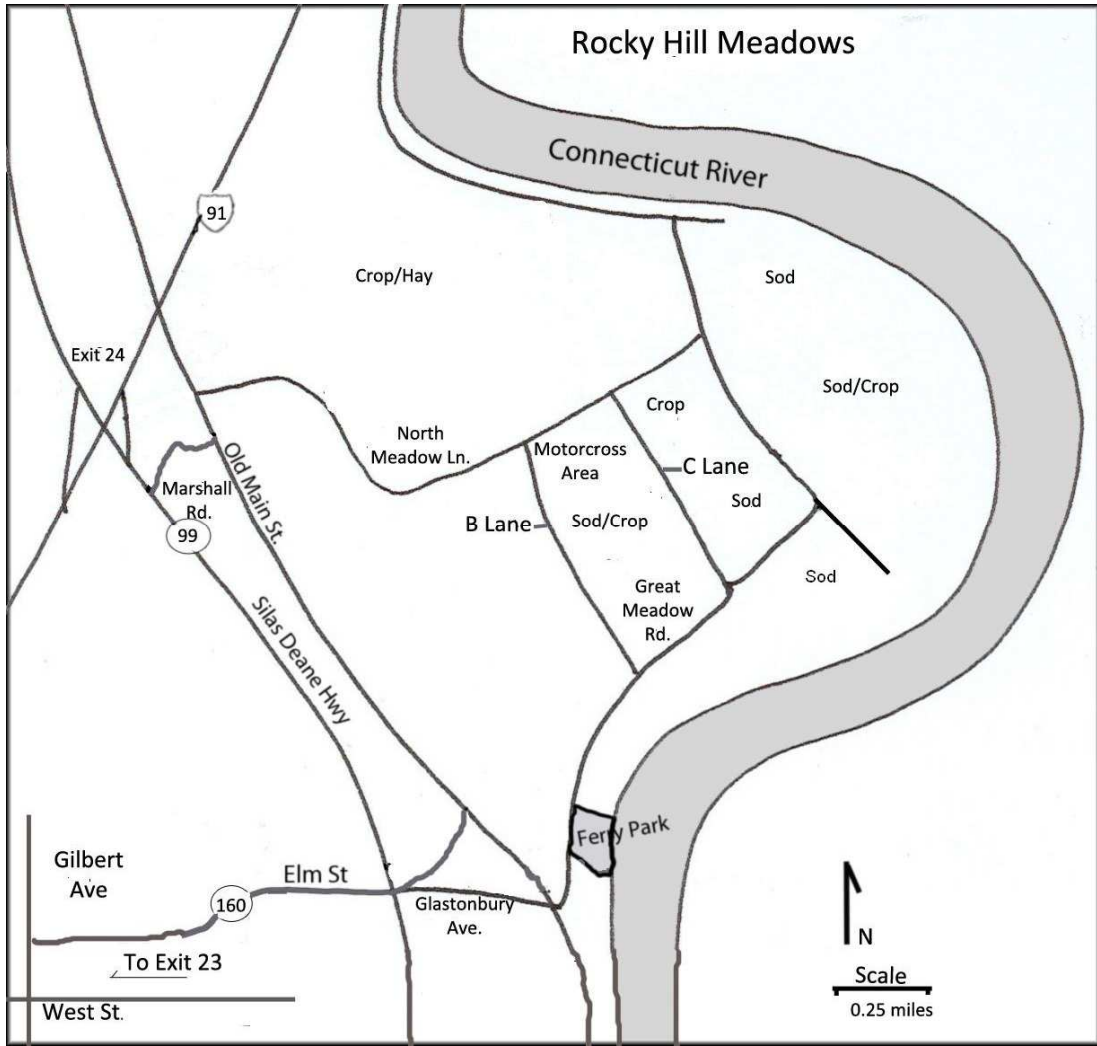 Rocky Hill Meadows
Connecticut River
91
Crop/Hay
Sod
Exit 24
Sod/Crop
Crop
North
Meadow Ln.
Motorcross
Area
C Lane
Old Main St.
Marshall
Rd.
Sod
B Lane
Sod/Crop
99
Sod
Great
Meadow
Rd.
Silas Deane Hwy
Ferry Park
Gilbert
Ave
Elm St
160
Glastonbury
Ave.
N
To Exit 23
Scale
0.25 miles
West St.